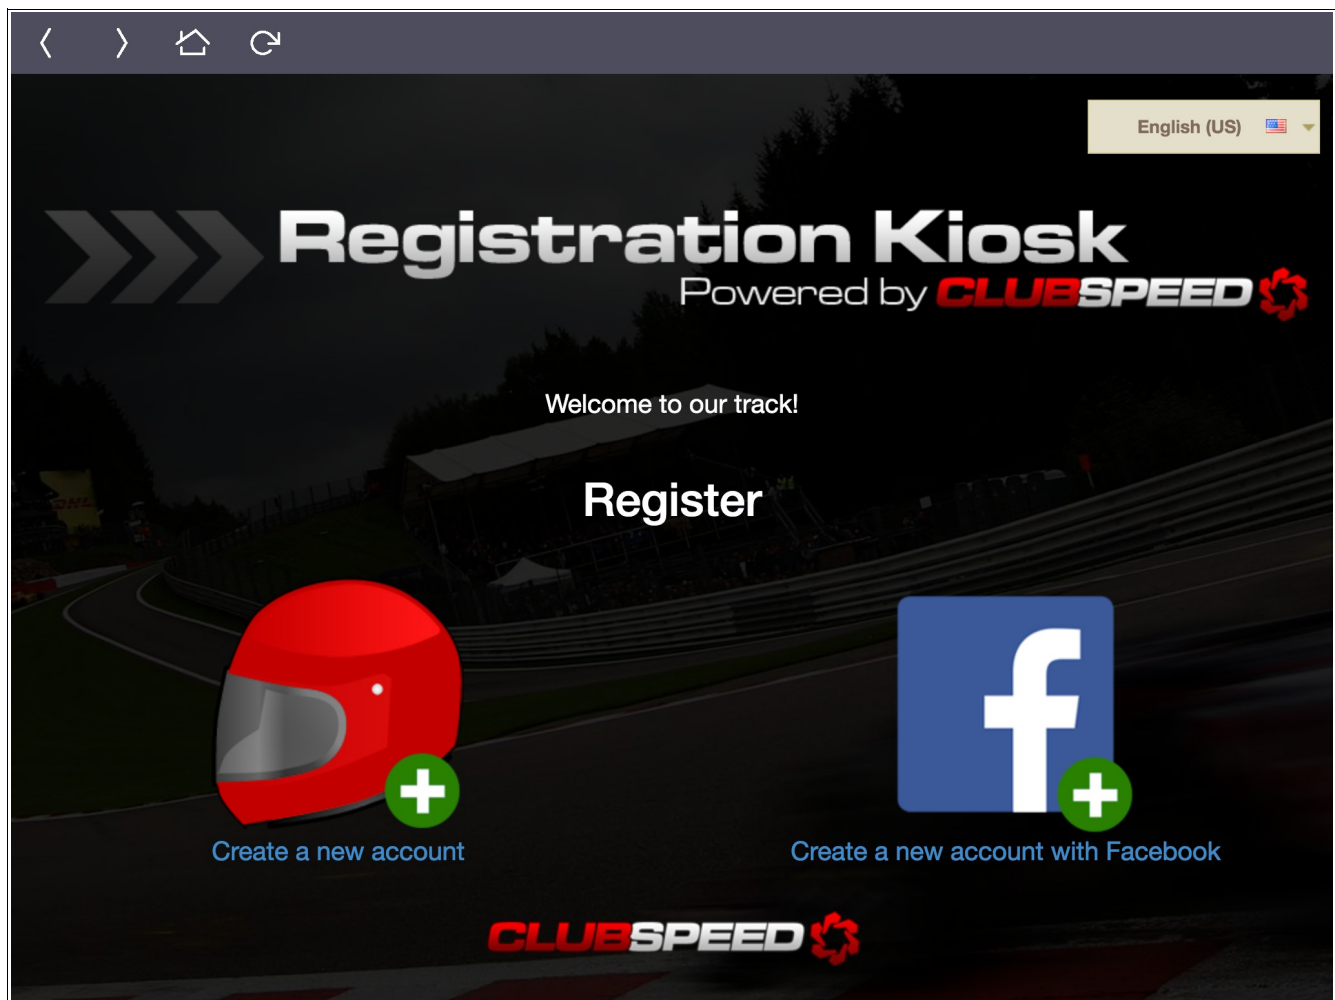 English (US)
Registration Kiosk
Powered by CLUBSPEED
Welcome to our track!
DHL
Register
Create a new account
Create a new account with Facebook
CLUBSPEED